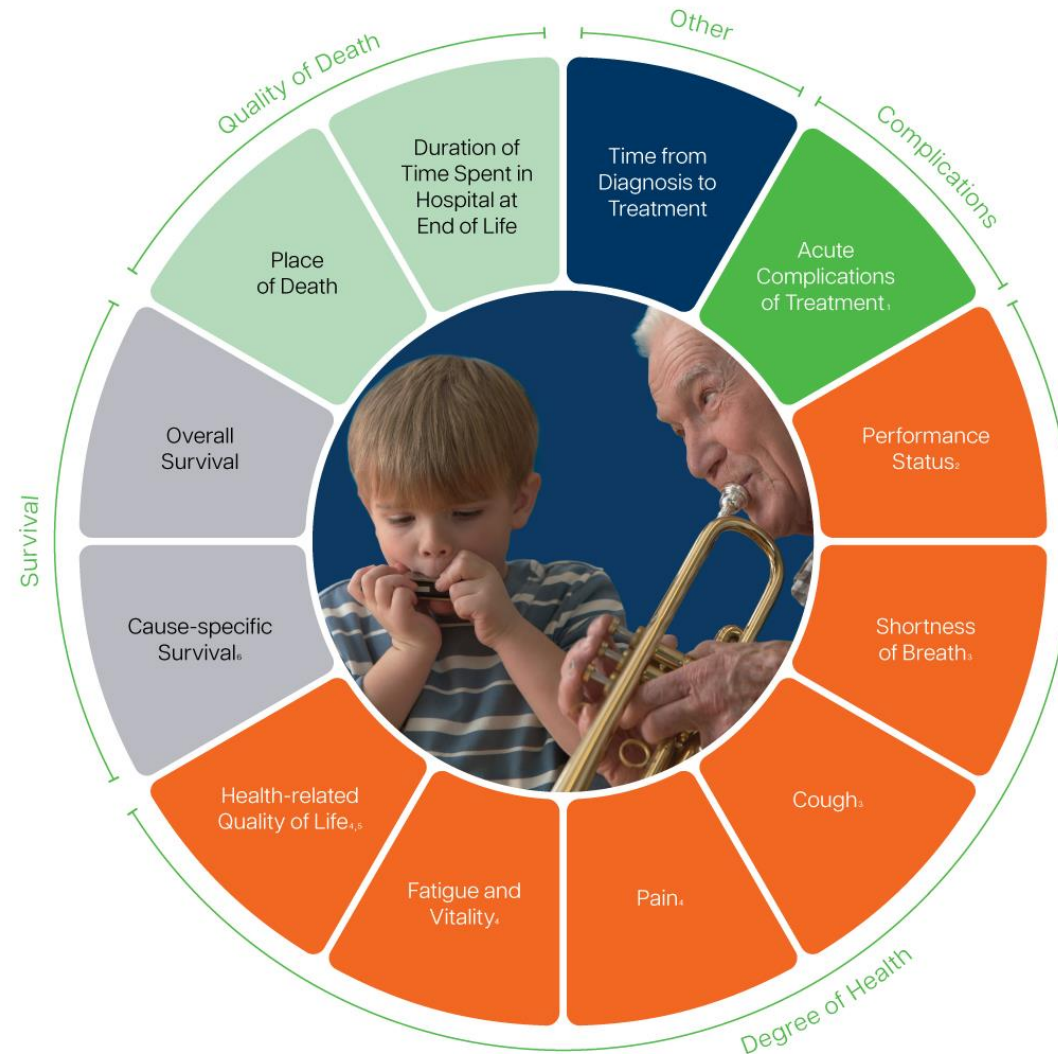 Quality of Death
Other
Complications
Survival
Degree of Health
Duration of
Time Spent in
Hospital at
End of Life
Time from
Diagnosis to
Treatment
Acute
Complications
of Treatment₁
Place
of Death
Overall
Survival
Performance
Status₂
Cause-specific
Survival₆
Shortness
of Breath₃
Health-related
Quality of Life₄,₅
Cough₃
Fatigue and
Vitality₄
Pain₄